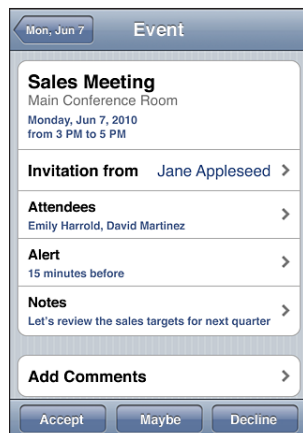 Mon, Jun 7
Event
Sales Meeting
Main Conference Room
Monday, Jun 7, 2010
from 3 PM to 5 PM
Invitation from Jane Appleseed
Attendees
Emily Harrold, David Martinez
Alert
15 minutes before
Notes
Let's review the sales targets for next quarter
Add Comments
Accept Maybe Decline